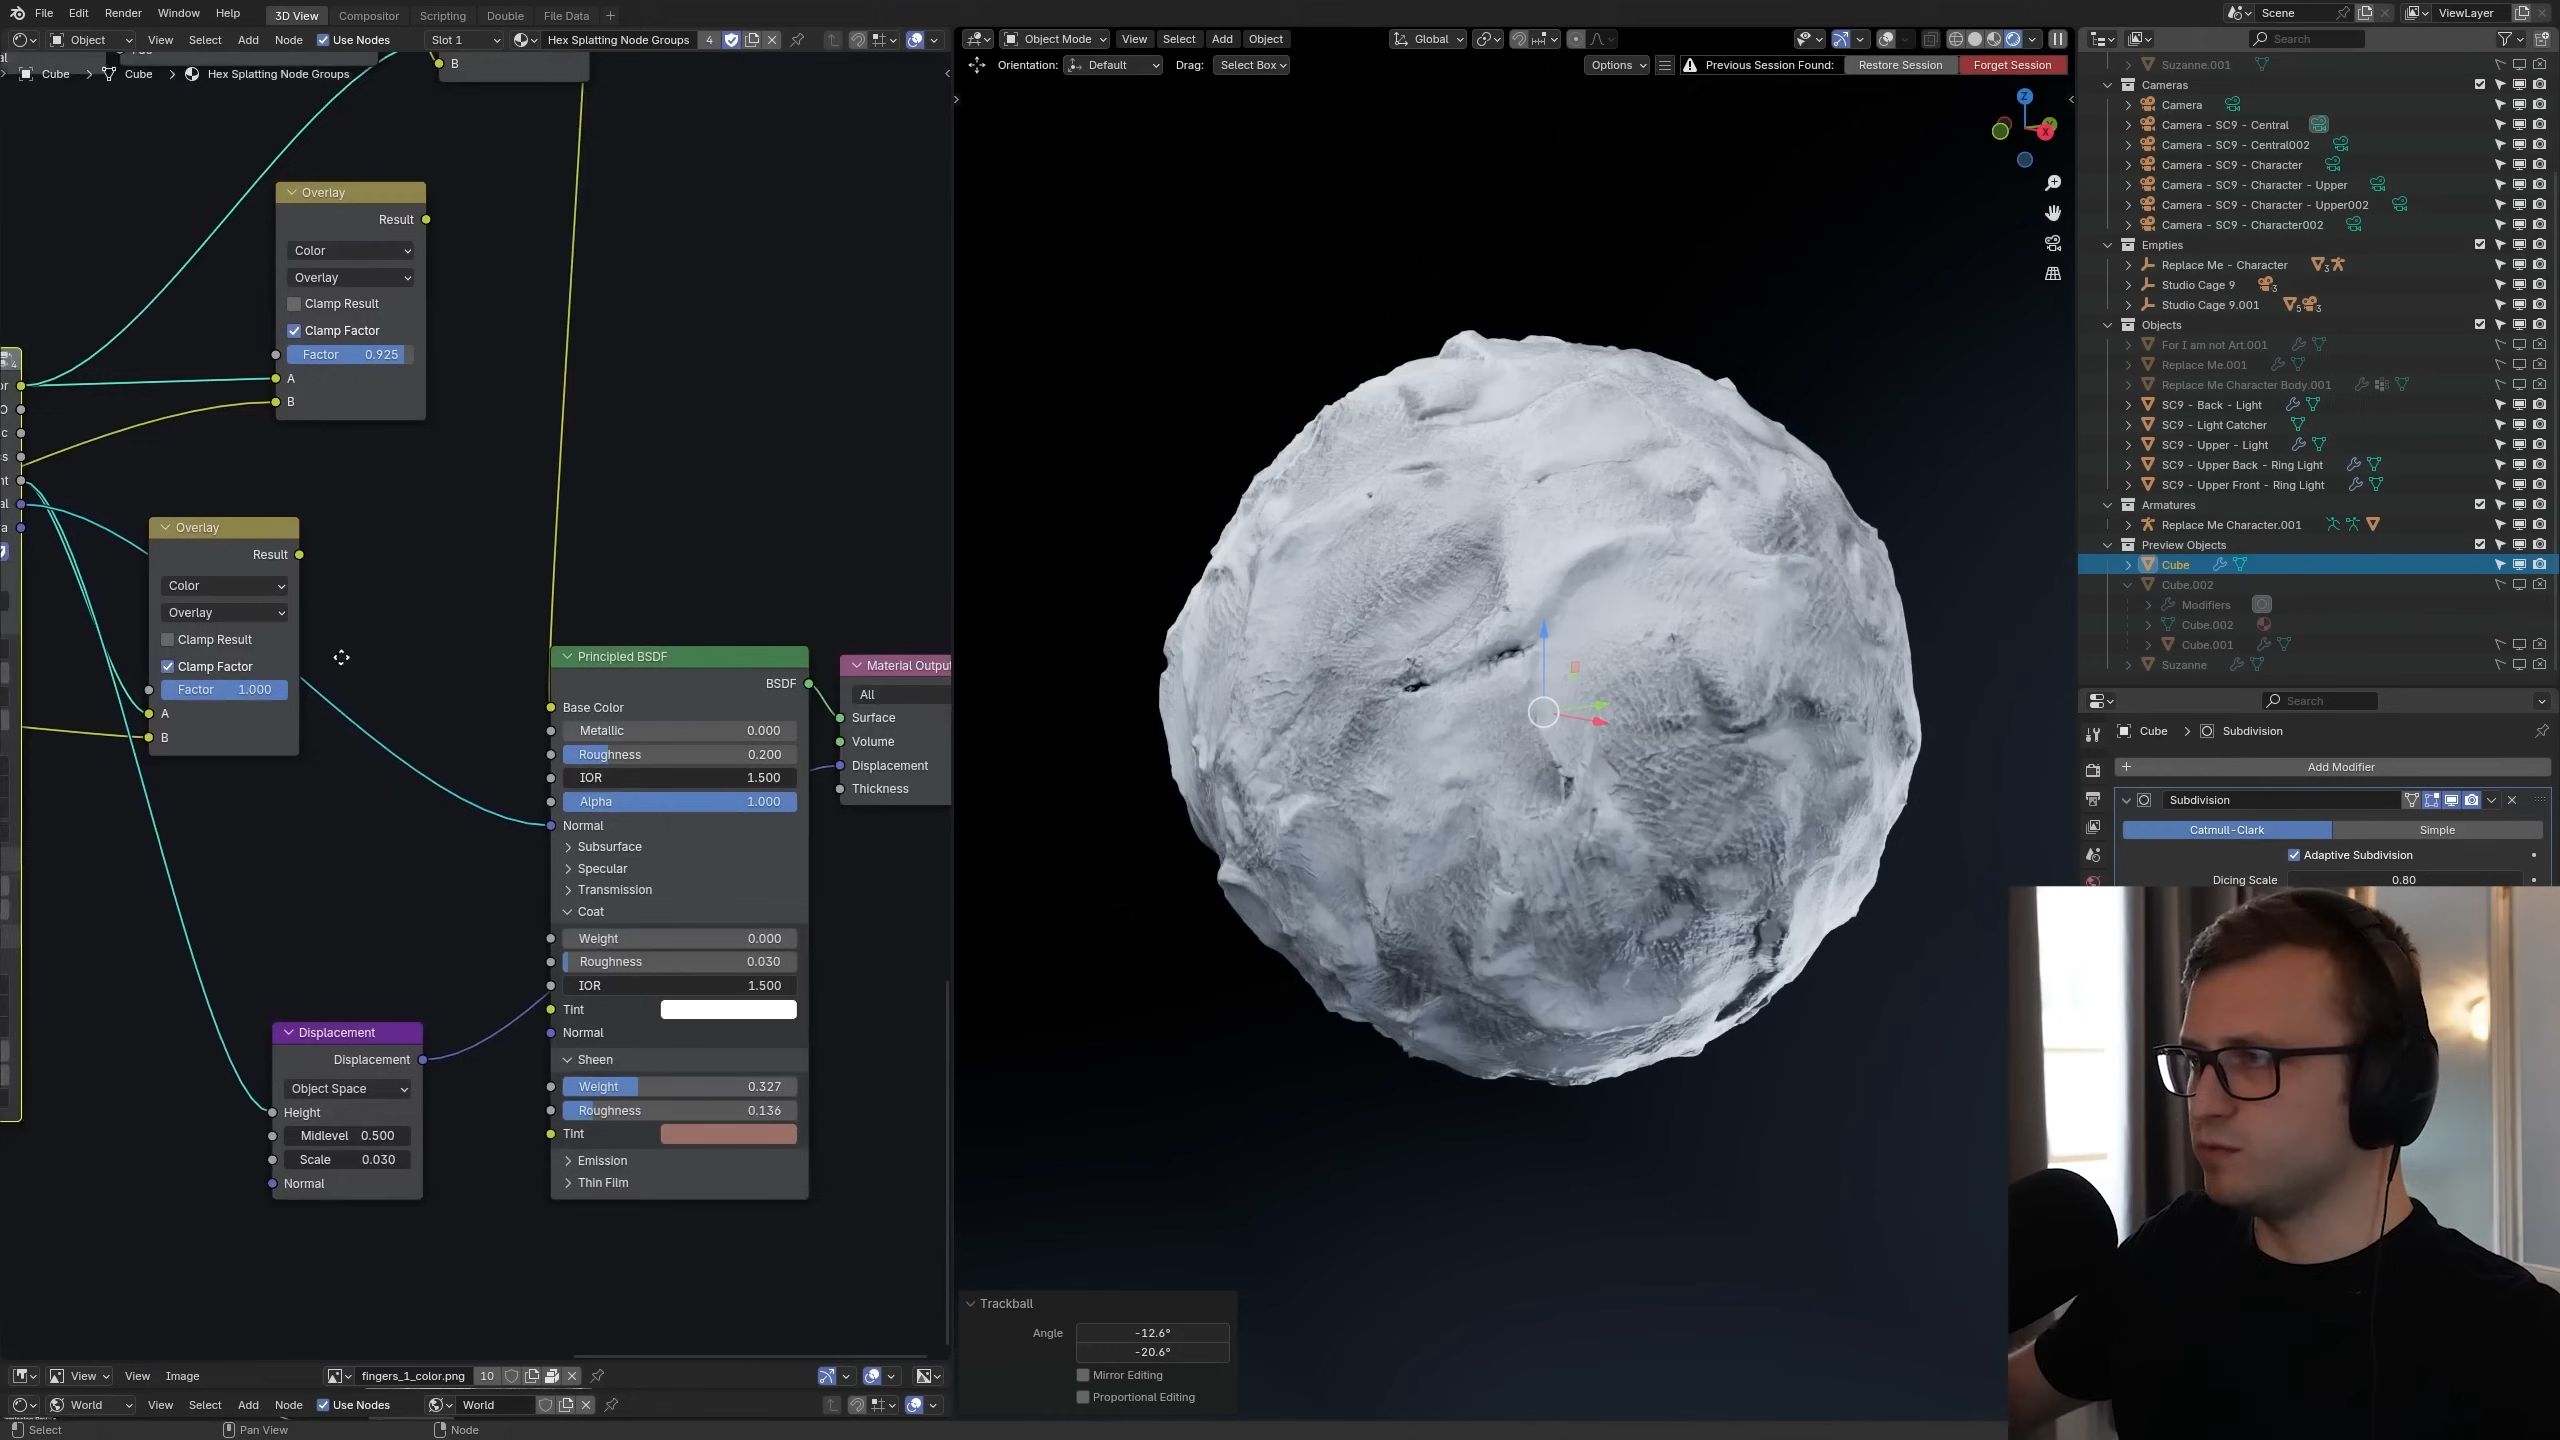 File Edit Render Window Help 3D View Compositor Scripting Double File Data Scene ViewLayer
Object View Select Add Node Use Nodes Slot 1 Hex Splatting Node Groups 4
Cube Cube Hex Splatting Node Groups
B
Overlay
Result
Color
Overlay
Clamp Result
Clamp Factor
Factor 0.925
A
B
Overlay
Result
Color
Overlay
Clamp Result
Clamp Factor
Factor 1.000
A
B
Principled BSDF
BSDF
Base Color
Metallic 0.000
Roughness 0.200
IOR 1.500
Alpha 1.000
Normal
Subsurface
Specular
Transmission
Coat
Weight 0.000
Roughness 0.030
IOR 1.500
Tint
Normal
Sheen
Weight 0.327
Roughness 0.136
Tint
Emission
Thin Film
Material Output
All
Surface
Volume
Displacement
Thickness
Displacement
Displacement
Object Space
Height
Midlevel 0.500
Scale 0.030
Normal
View View Image fingers_1_color.png 10
World View Select Add Node Use Nodes World
Select Pan View Node
Object Mode View Select Add Object Global
Orientation: Default Drag: Select Box Options Previous Session Found: Restore Session Forget Session
Z
X
Trackball
Angle -12.6°
-20.6°
Mirror Editing
Proportional Editing
Search
Suzanne.001
Cameras
Camera
Camera - SC9 - Central
Camera - SC9 - Central002
Camera - SC9 - Character
Camera - SC9 - Character - Upper
Camera - SC9 - Character - Upper002
Camera - SC9 - Character002
Empties
Replace Me - Character 3
Studio Cage 9 3
Studio Cage 9.001 5 3
Objects
For I am not Art.001
Replace Me.001
Replace Me Character Body.001
SC9 - Back - Light
SC9 - Light Catcher
SC9 - Upper - Light
SC9 - Upper Back - Ring Light
SC9 - Upper Front - Ring Light
Armatures
Replace Me Character.001
Preview Objects
Cube
Cube.002
Modifiers
Cube.002
Cube.001
Suzanne
Search
Cube Subdivision
Add Modifier
Subdivision
Catmull-Clark Simple
Adaptive Subdivision
Dicing Scale 0.80